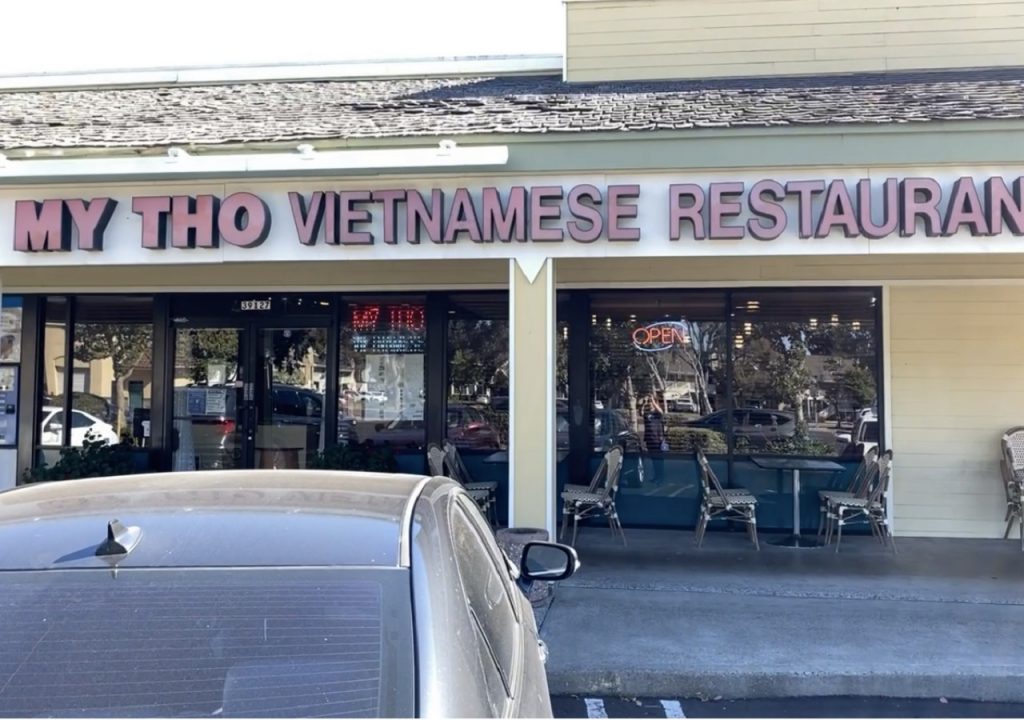 MY THO VIETNAMESE RESTAURAN
39127
MY THO
OPEN